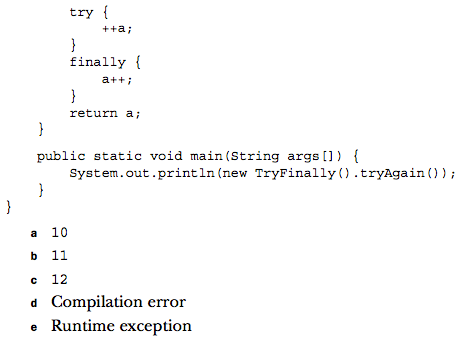 try {
++a;
}
finally {
a++;
}
return a;
}
public static void main(String args[]) {
System.out.println(new TryFinally().tryAgain());
}
}
a 10
b 11
c 12
d Compilation error
e Runtime exception